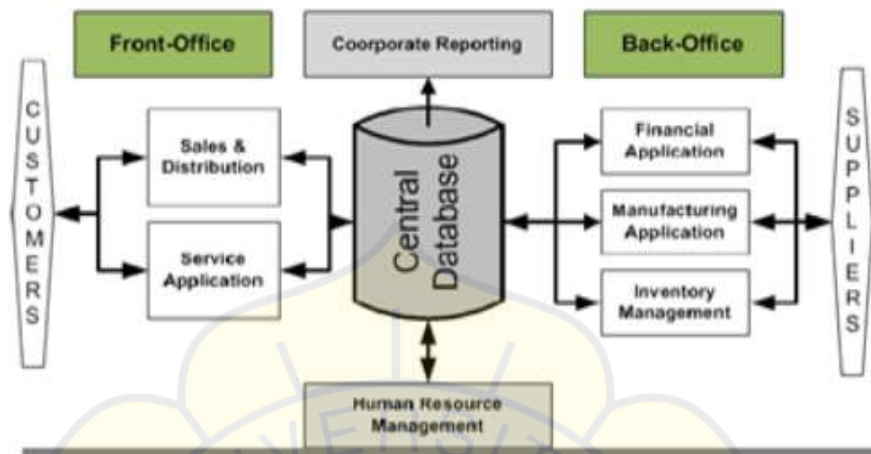 Front-Office
Coorporate Reporting
Back-Office
CUSTOMERS
Sales &
Distribution
Service
Application
Central
Database
Financial
Application
Manufacturing
Application
Inventory
Management
SUPPLIERS
Human Resource
Management